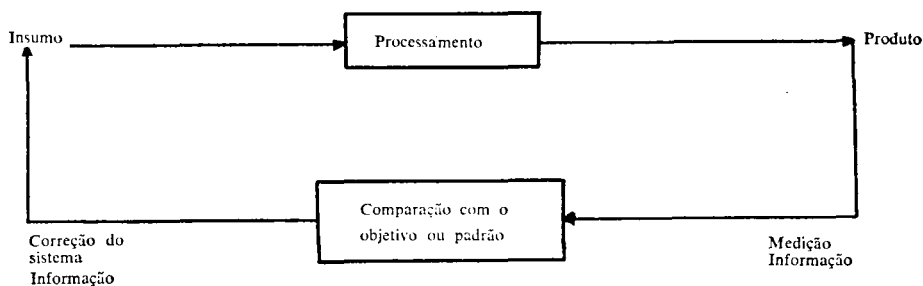 Insumo
Processamento
Produto
Comparação com o
objetivo ou padrão
Correção do
sistema
Informação
Medição
Informação